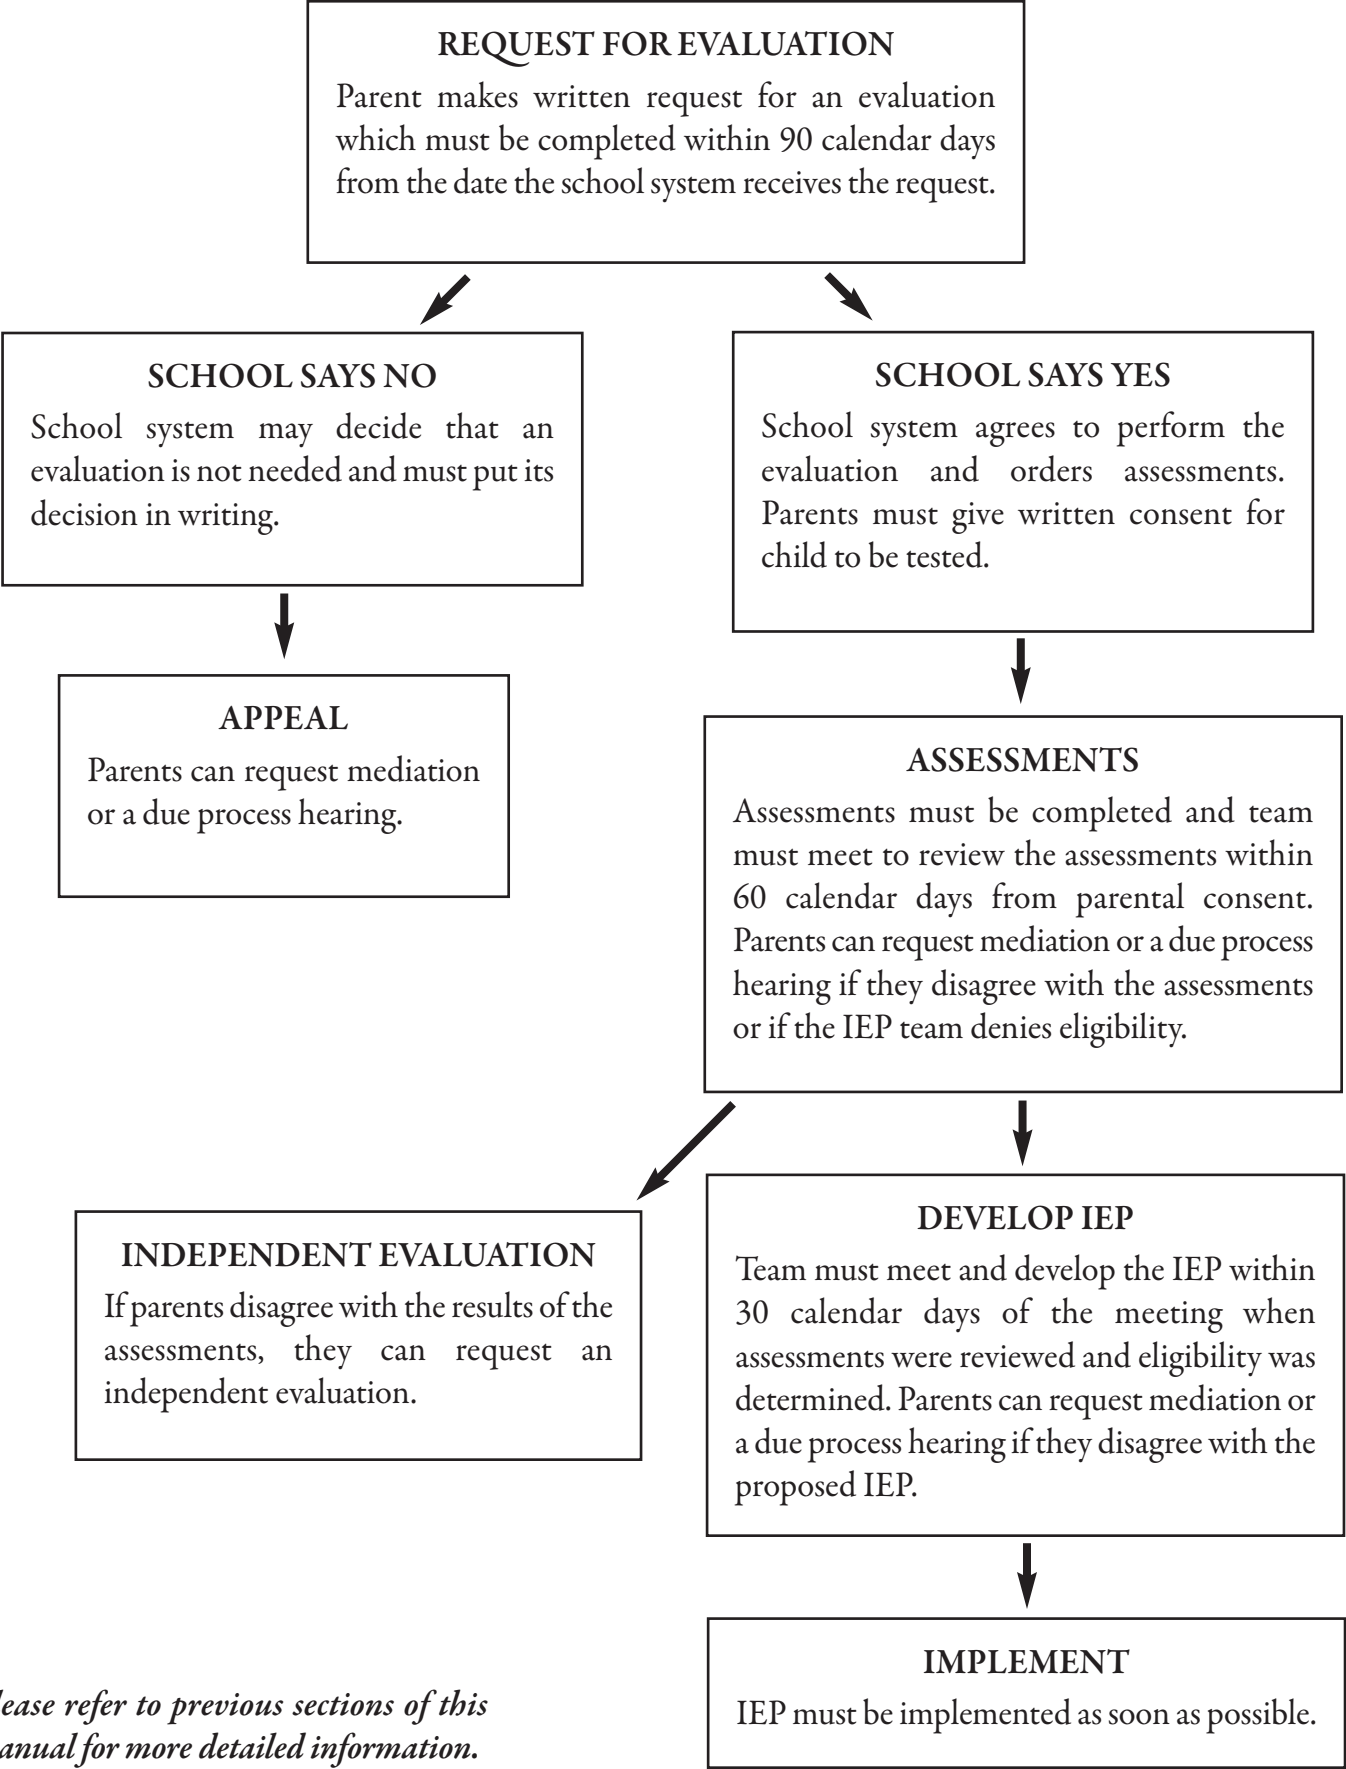 REQUEST FOR EVALUATION
Parent makes written request for an evaluation
which must be completed within 90 calendar days
from the date the school system receives the request.
SCHOOL SAYS NO
School system may decide that an
evaluation is not needed and must put its
decision in writing.
SCHOOL SAYS YES
School system agrees to perform the
evaluation and orders assessments.
Parents must give written consent for
child to be tested.
APPEAL
Parents can request mediation
or a due process hearing.
ASSESSMENTS
Assessments must be completed and team
must meet to review the assessments within
60 calendar days from parental consent.
Parents can request mediation or a due process
hearing if they disagree with the assessments
or if the IEP team denies eligibility.
INDEPENDENT EVALUATION
If parents disagree with the results of the
assessments, they can request an
independent evaluation.
DEVELOP IEP
Team must meet and develop the IEP within
30 calendar days of the meeting when
assessments were reviewed and eligibility was
determined. Parents can request mediation or
a due process hearing if they disagree with the
proposed IEP.
IMPLEMENT
IEP must be implemented as soon as possible.
lease refer to previous sections of this
anual for more detailed information.